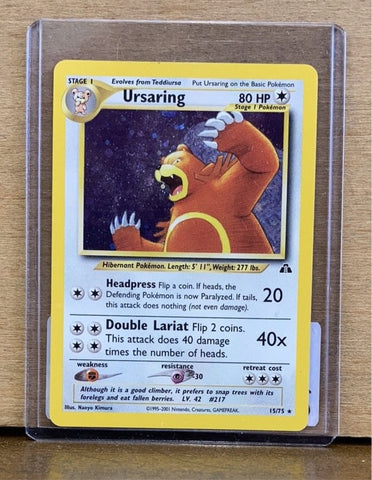 STAGE 1 Evolves from Teddiursa Put Ursaring on the Basic Pokémon
Ursaring 80 HP
Stage 1 Pokémon
Hibernant Pokémon. Length: 5' 11", Weight: 277 lbs.
Headpress Flip a coin. If heads, the
Defending Pokémon is now Paralyzed. If tails,
this attack does nothing (not even damage).
20
Double Lariat Flip 2 coins.
This attack does 40 damage
times the number of heads.
40x
weakness resistance retreat cost
-30
Although it is a good climber, it prefers to snap trees with its
forelegs and eat fallen berries. LV. 42 #217
Illus. Naoyo Kimura ©1995-2001 Nintendo, Creatures, GAMEFREAK. 15/75